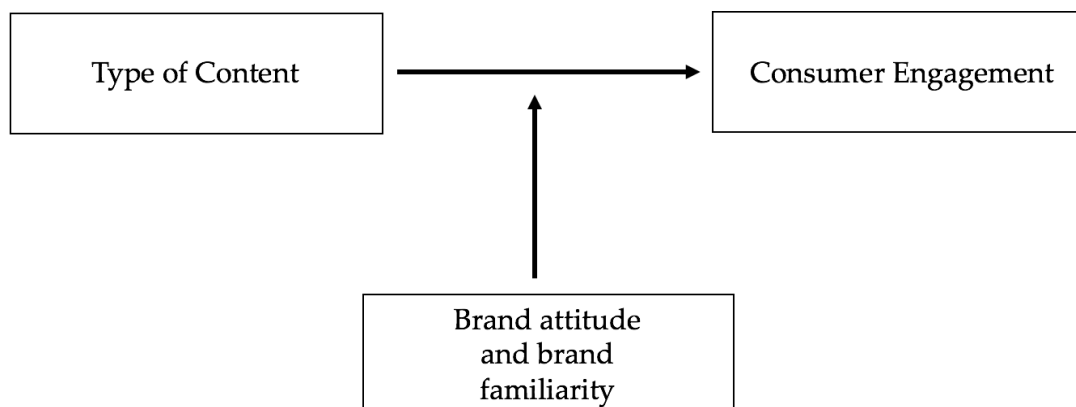 Type of Content
Consumer Engagement
Brand attitude
and brand
familiarity